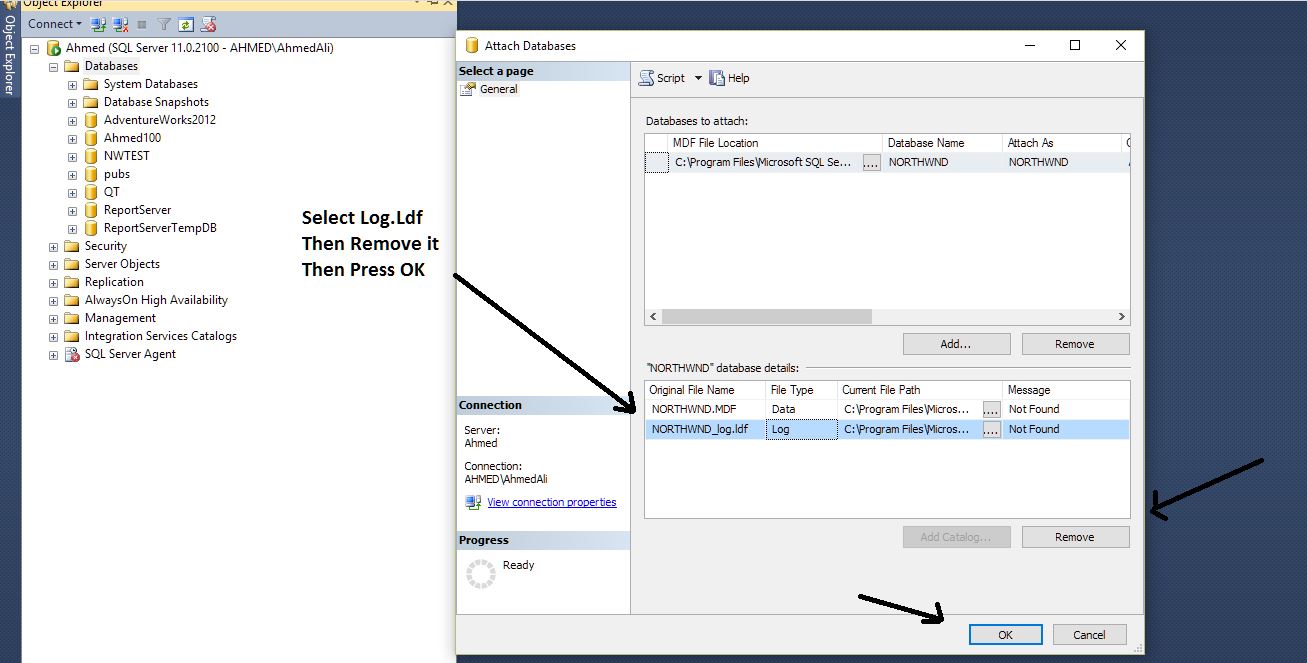 Object Explorer
Object Explorer
Connect
Ahmed (SQL Server 11.0.2100 - AHMED\AhmedAli)
Databases
System Databases
Database Snapshots
AdventureWorks2012
Ahmed100
NWTEST
pubs
QT
ReportServer
ReportServerTempDB
Security
Server Objects
Replication
AlwaysOn High Availability
Management
Integration Services Catalogs
SQL Server Agent
Select Log.Ldf
Then Remove it
Then Press OK
Attach Databases
Select a page
General
Connection
Server:
Ahmed
Connection:
AHMED\AhmedAli
View connection properties
Progress
Ready
Script Help
Databases to attach:
MDF File Location Database Name Attach As
C:\Program Files\Microsoft SQL Se... .... NORTHWND NORTHWND
Add... Remove
"NORTHWND" database details:
Original File Name File Type Current File Path Message
NORTHWND.MDF Data C:\Program Files\Micros... .... Not Found
NORTHWND_log.ldf Log C:\Program Files\Micros... .... Not Found
Add Catalog... Remove
OK Cancel